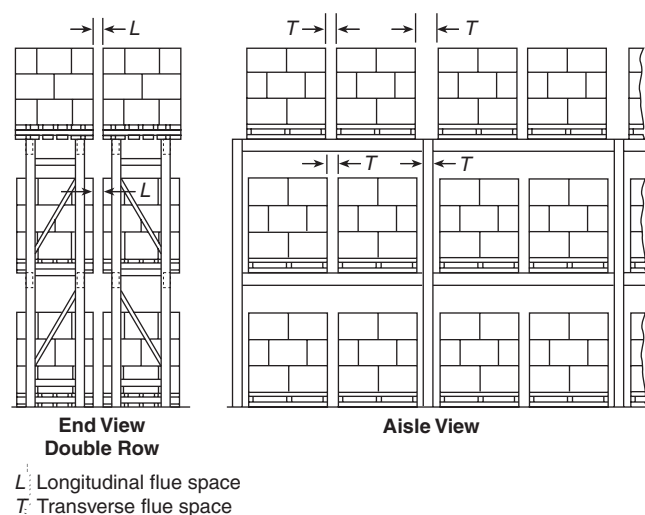 L
T
T
L
T
T
End View
Double Row
Aisle View
L Longitudinal flue space
T Transverse flue space